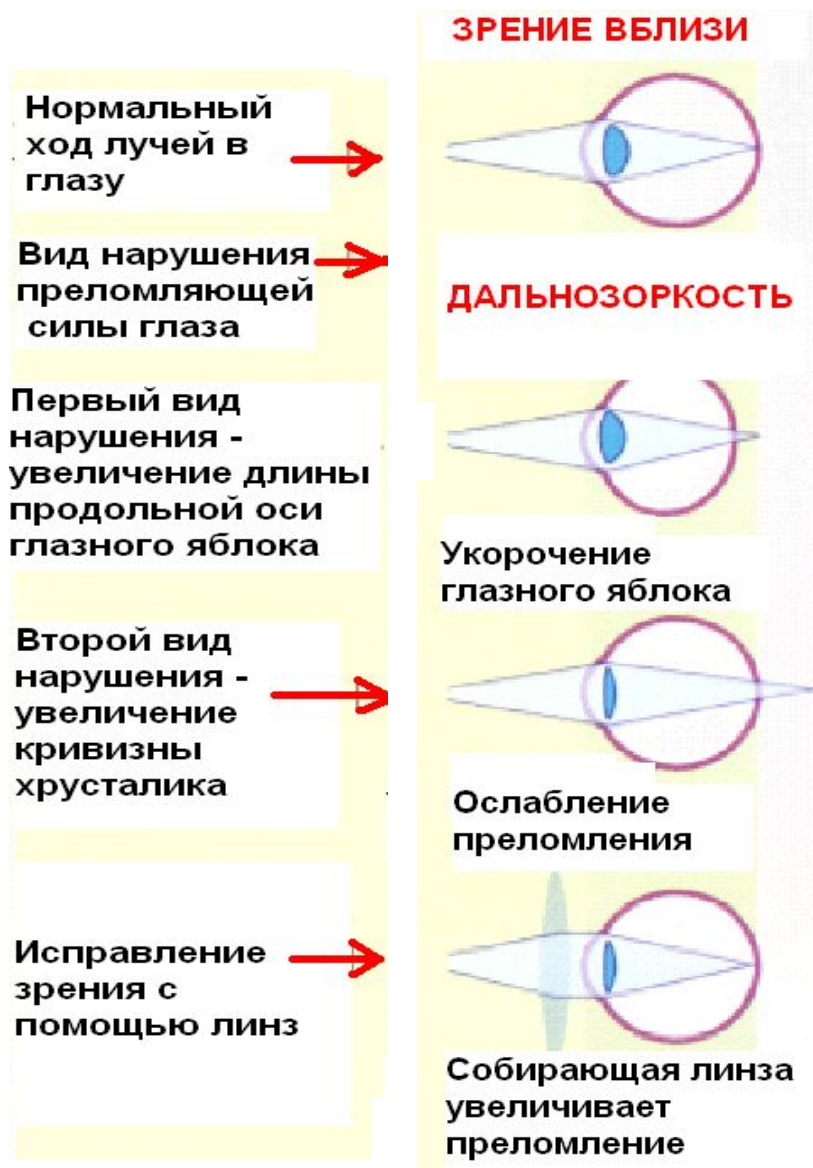 ЗРЕНИЕ ВБЛИЗИ
Нормальный
ход лучей в
глазу
Вид нарушения
преломляющей
силы глаза
ДАЛЬНОЗОРКОСТЬ
Первый вид
нарушения -
увеличение длины
продольной оси
глазного яблока
Укорочение
глазного яблока
Второй вид
нарушения -
увеличение
кривизны
хрусталика
Ослабление
преломления
Исправление
зрения с
помощью линз
Собирающая линза
увеличивает
преломление